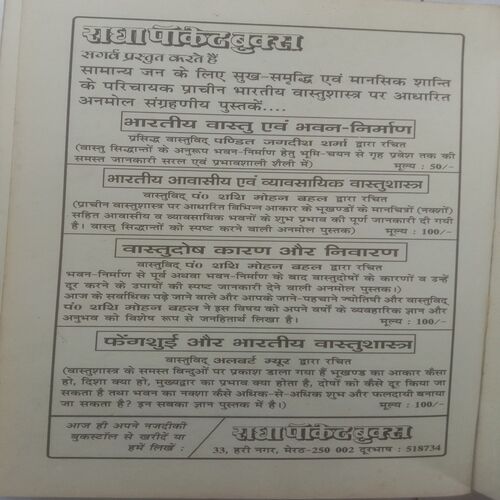 राधा पॉकेट बुक्स
सगर्व प्रस्तुत करते हैं
सामान्य जन के लिए सुख-समृद्धि एवं मानसिक शान्ति
के परिचायक प्राचीन भारतीय वास्तुशास्त्र पर आधारित
अनमोल संग्रहणीय पुस्तकें....
भारतीय वास्तु एवं भवन-निर्माण
प्रसिद्ध वास्तुविद् पण्डित जगदीश शर्मा द्वारा रचित
(वास्तु सिद्धान्तों के अनुरूप भवन-निर्माण हेतु भूमि-चयन से गृह प्रवेश तक की
समस्त जानकारी सरल एवं प्रभावशाली शैली में) मूल्य : 50/-
भारतीय आवासीय एवं व्यावसायिक वास्तुशास्त्र
वास्तुविद् पं० शशि मोहन बहल द्वारा रचित
(प्राचीन वास्तुशास्त्र पर आधारित विभिन्न आकार के भूखण्डों के मानचित्रों (नक्शों)
सहित आवासीय व व्यावसायिक भवनों के शुभ प्रभाव की पूर्ण जानकारी दी गयी
है। वास्तु सिद्धान्तों को स्पष्ट करने वाली अनमोल पुस्तक) मूल्य : 100/-
वास्तुदोष कारण और निवारण
वास्तुविद् पं० शशि मोहन बहल द्वारा रचित
भवन-निर्माण से पूर्व अथवा भवन-निर्माण के बाद वास्तुदोषों के कारणों व उन्हें
दूर करने के उपायों की स्पष्ट जानकारी देने वाली अनमोल पुस्तक।)
आज के सर्वाधिक पढ़े जाने वाले और आपके जाने-पहचाने ज्योतिषी और वास्तुविद्
पं० शशि मोहन बहल ने इस विषय को अपने वर्षों के व्यवहारिक ज्ञान और
अनुभव को विशेष रूप से जनहितार्थ लिखा है। मूल्य : 100/-
फेंगशुई और भारतीय वास्तुशास्त्र
वास्तुविद् अलबर्ट म्यूर द्वारा रचित
(वास्तुशास्त्र के समस्त बिन्दुओं पर प्रकाश डाला गया हैं भूखण्ड का आकार कैसा
हो, दिशा क्या हो, मुख्यद्वार का प्रभाव क्या होता है, दोषों को कैसे दूर किया जा
सकता है तथा भवन का नक्शा कैसे अधिक-से-अधिक शुभ और फलदायी बनाया
जा सकता है? इन सबका ज्ञान पुस्तक में है।) मूल्य : 100/-
आज ही अपने नजदीकी
बुकस्टॉल से खरीदें या
हमें लिखें :
राधा पॉकेट बुक्स
33, हरी नगर, मेरठ-250 002 दूरभाष : 518734